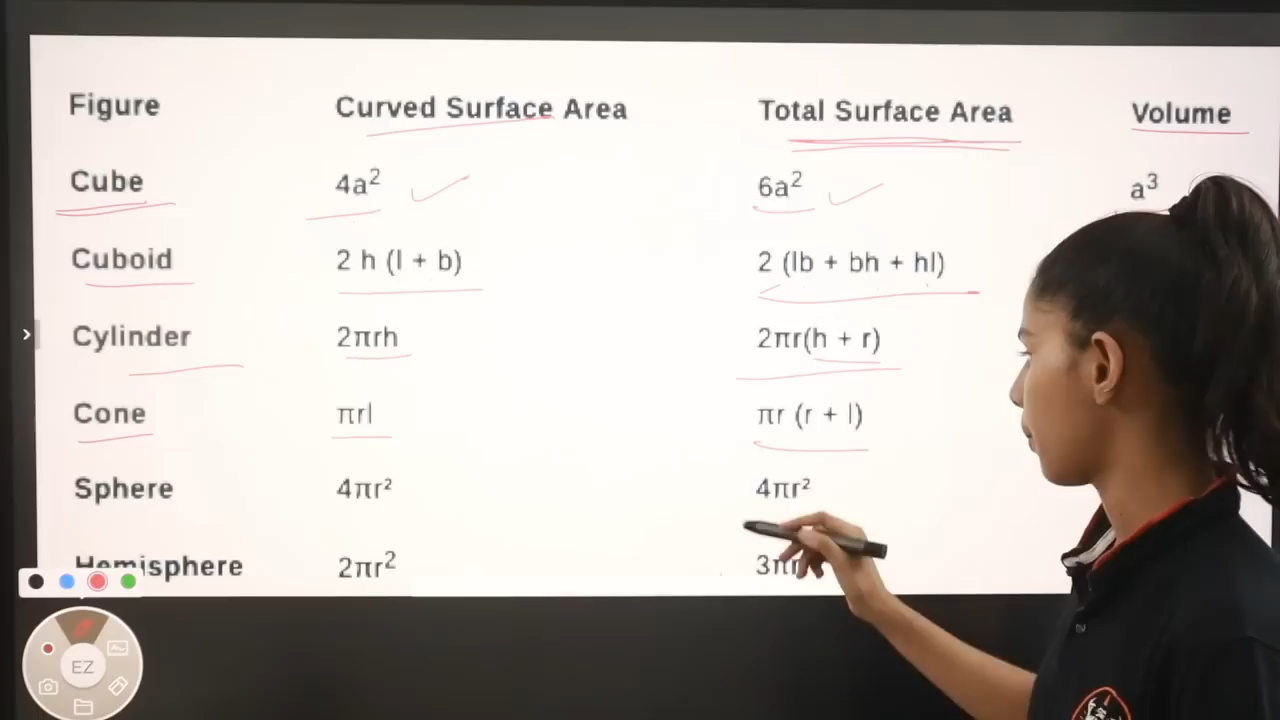 Figure Curved Surface Area Total Surface Area Volume
Cube 4a² 6a² a³
Cuboid 2 h (l + b) 2 (lb + bh + hl)
Cylinder 2πrh 2πr(h + r)
Cone πrl πr (r + l)
Sphere 4πr² 4πr²
Hemisphere 2πr² 3πr
EZ